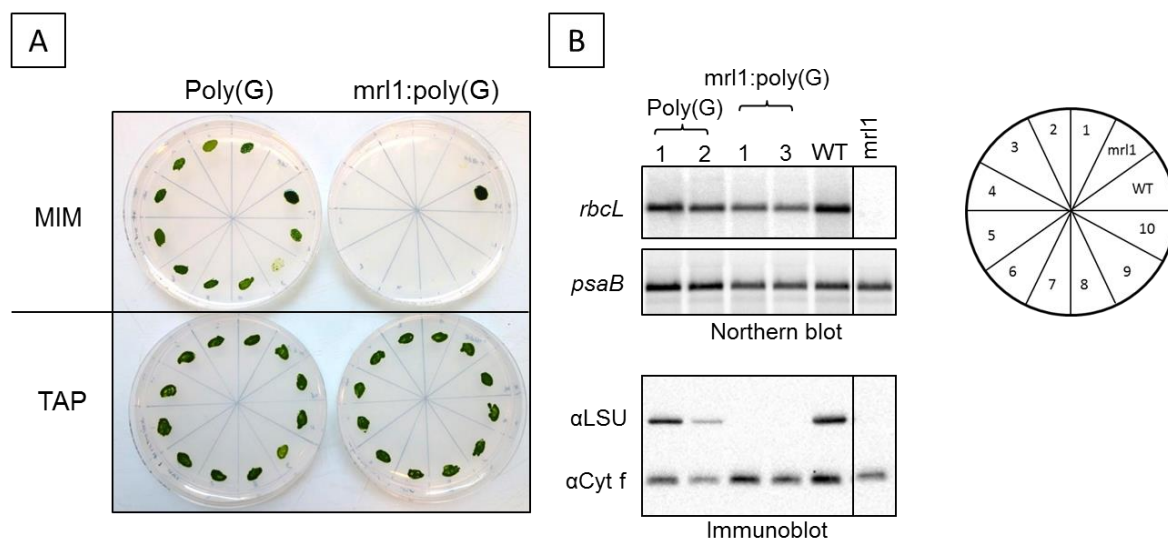 A
B
Poly(G)
mrl1:poly(G)
MIM
TAP
mrl1:poly(G)
Poly(G)
1 2 1 3 WT mrl1
rbcL
psaB
Northern blot
αLSU
αCyt f
Immunoblot
1
2
3
4
5
6
7
8
9
10
WT
mrl1